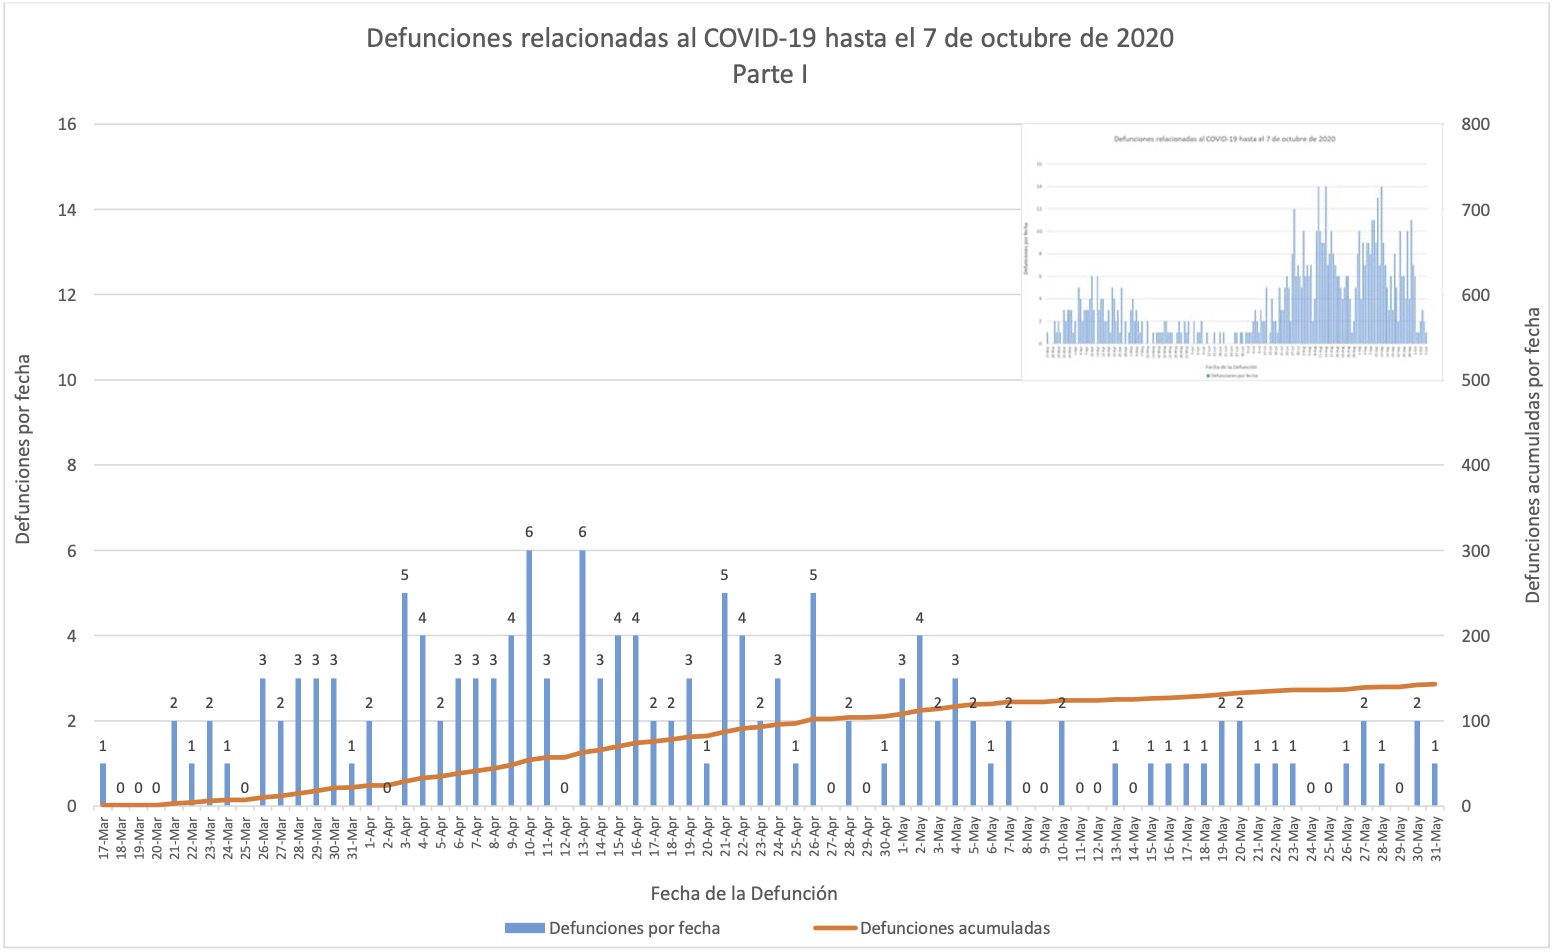 Defunciones relacionadas al COVID-19 hasta el 7 de octubre de 2020
Parte I
16
14
12
10
8
6
4
2
0
Defunciones por fecha
800
700
600
500
400
300
200
100
0
Defunciones acumuladas por fecha
Defunciones relacionadas al COVID-19 hasta el 7 de octubre de 2020
Defunciones por fecha
Fecha de la Defunción
Defunciones por fecha
1 0 0 0 2 1 2 1 0 3 2 3 3 3 1 2 0 5 4 2 3 3 3 4 6 3 0 6 3 4 4 2 2 3 1 5 4 2 3 1 5 0 2 0 1 3 4 2 3 2 1 2 0 0 2 0 0 1 0 1 1 1 1 2 2 1 1 1 0 0 1 2 1 0 2 1
17-Mar 18-Mar 19-Mar 20-Mar 21-Mar 22-Mar 23-Mar 24-Mar 25-Mar 26-Mar 27-Mar 28-Mar 29-Mar 30-Mar 31-Mar 1-Apr 2-Apr 3-Apr 4-Apr 5-Apr 6-Apr 7-Apr 8-Apr 9-Apr 10-Apr 11-Apr 12-Apr 13-Apr 14-Apr 15-Apr 16-Apr 17-Apr 18-Apr 19-Apr 20-Apr 21-Apr 22-Apr 23-Apr 24-Apr 25-Apr 26-Apr 27-Apr 28-Apr 29-Apr 30-Apr 1-May 2-May 3-May 4-May 5-May 6-May 7-May 8-May 9-May 10-May 11-May 12-May 13-May 14-May 15-May 16-May 17-May 18-May 19-May 20-May 21-May 22-May 23-May 24-May 25-May 26-May 27-May 28-May 29-May 30-May 31-May
Fecha de la Defunción
Defunciones por fecha
Defunciones acumuladas